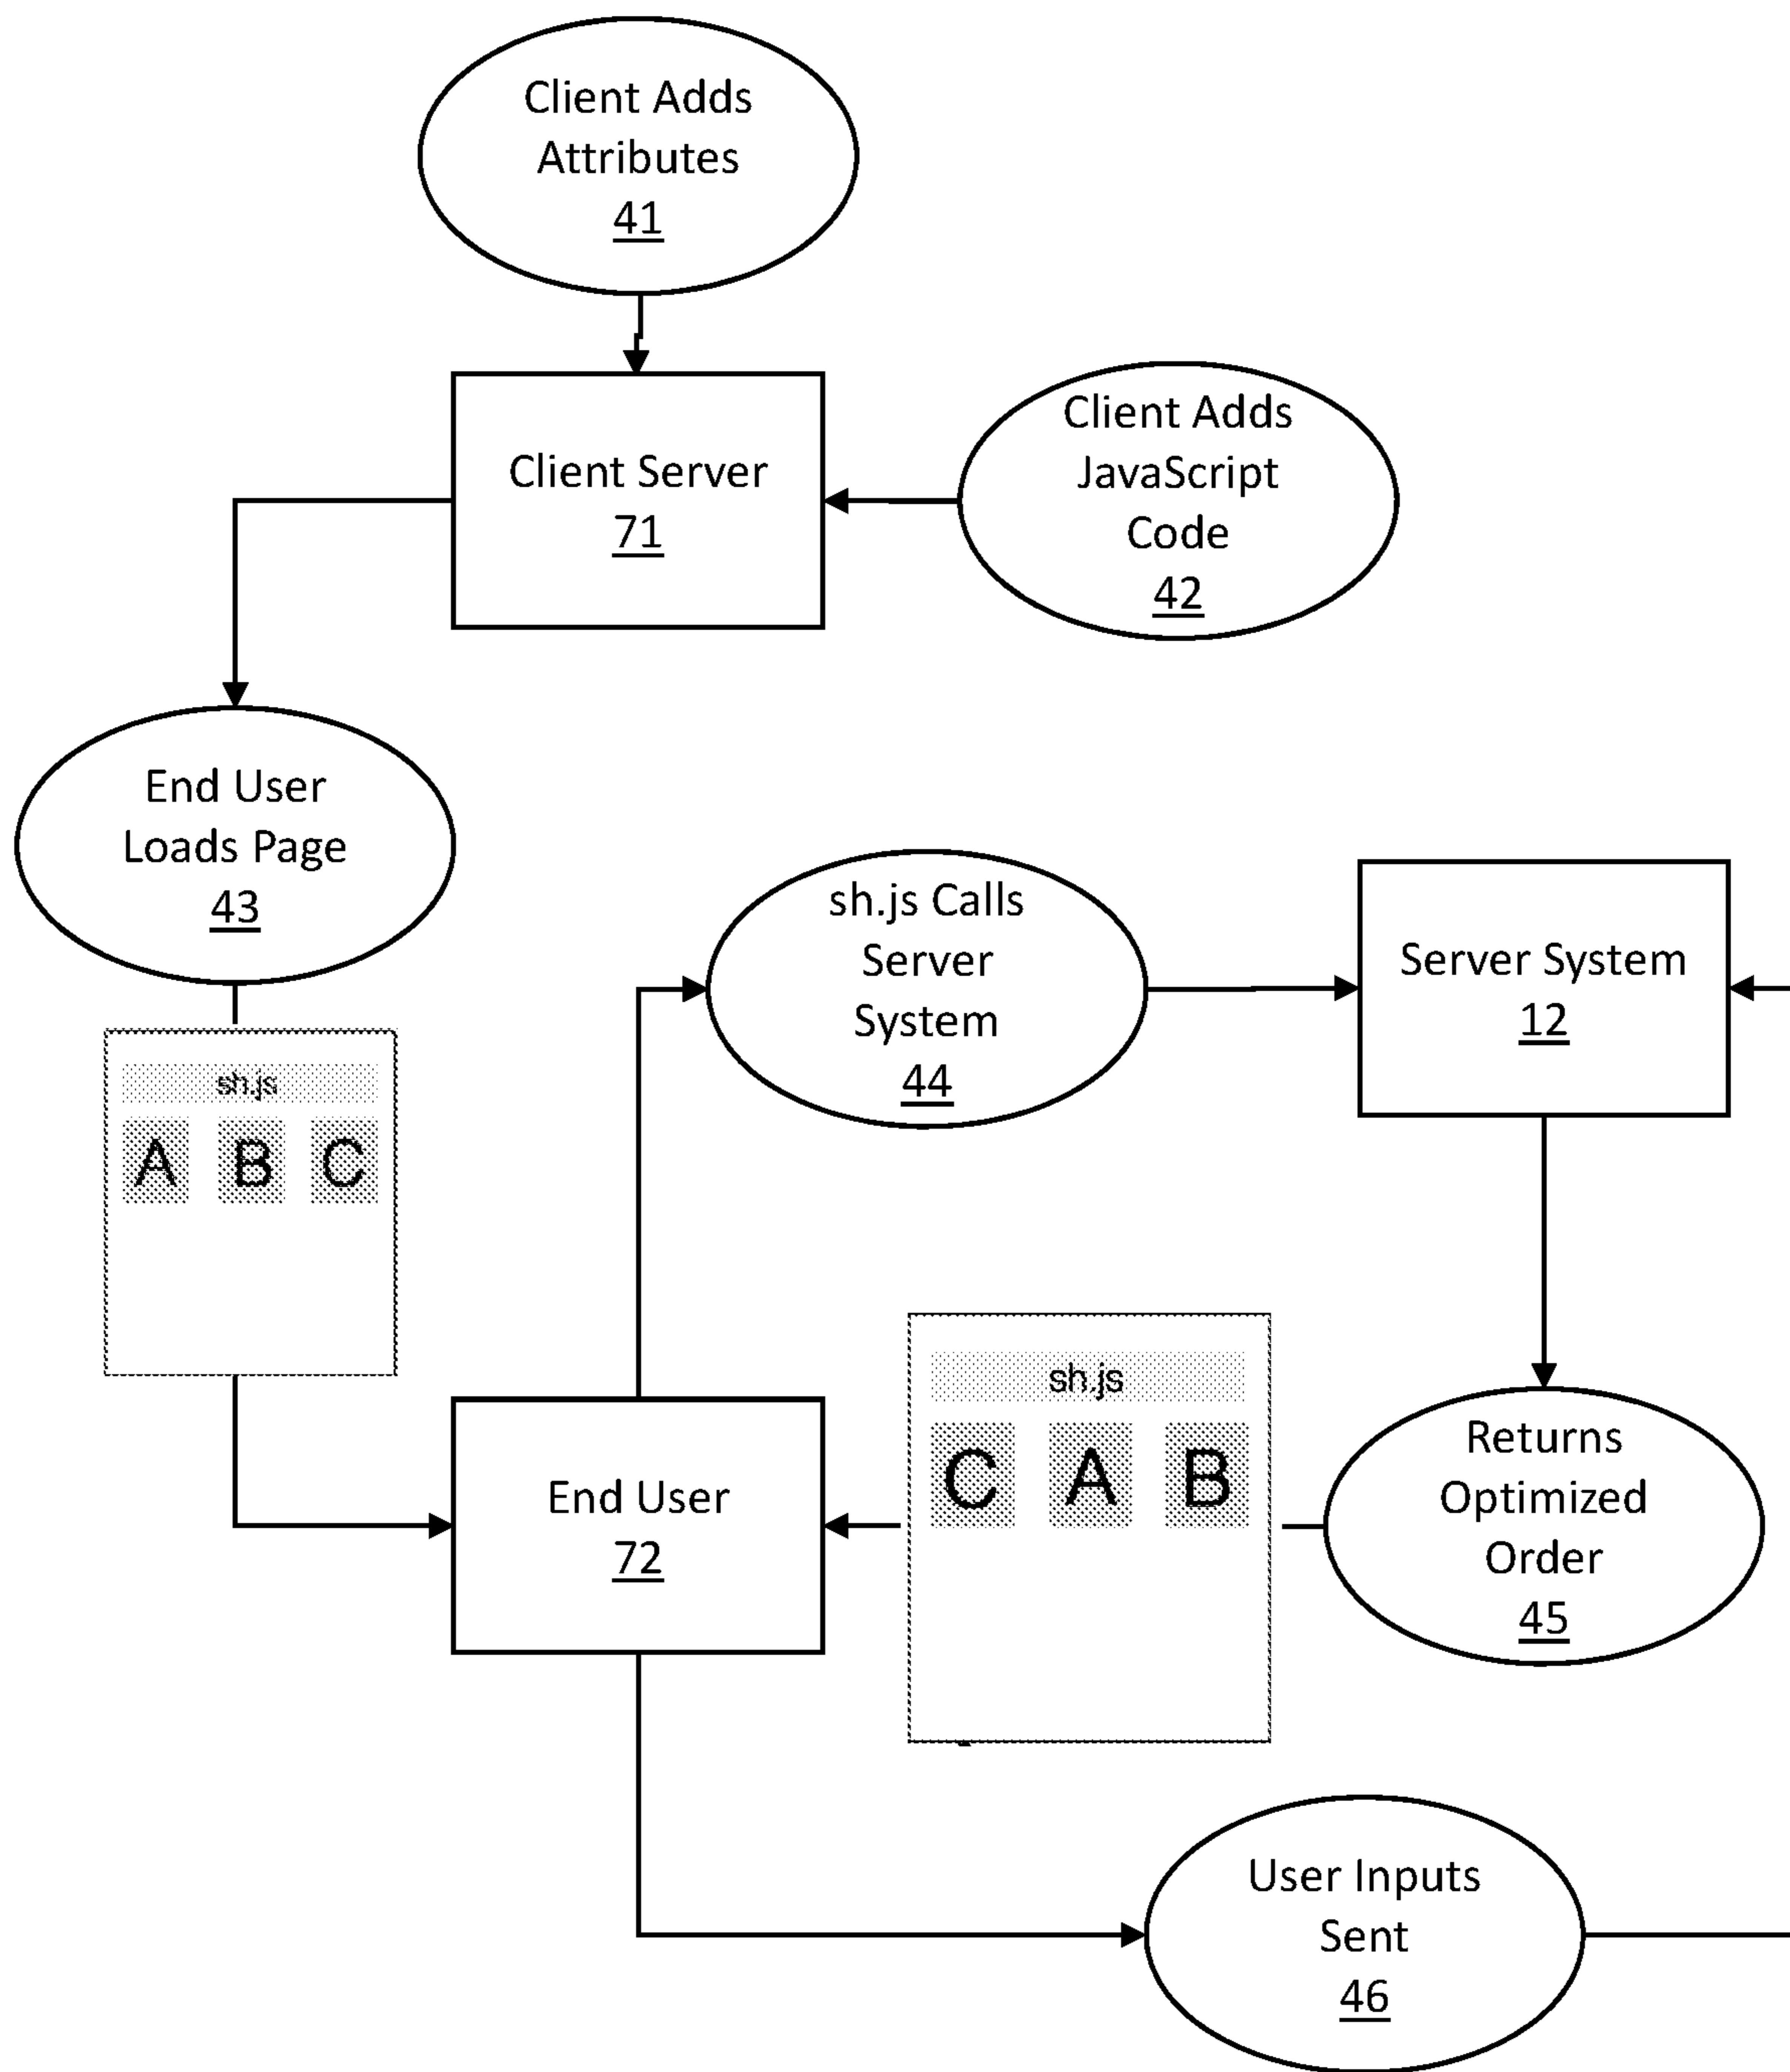 Client Adds
Attributes
41
Client Server
71
Client Adds
JavaScript
Code
42
End User
Loads Page
43
sh.js Calls
Server
System
44
Server System
12
sh.js
A B C
sh.js
C A B
End User
72
Returns
Optimized
Order
45
User Inputs
Sent
46